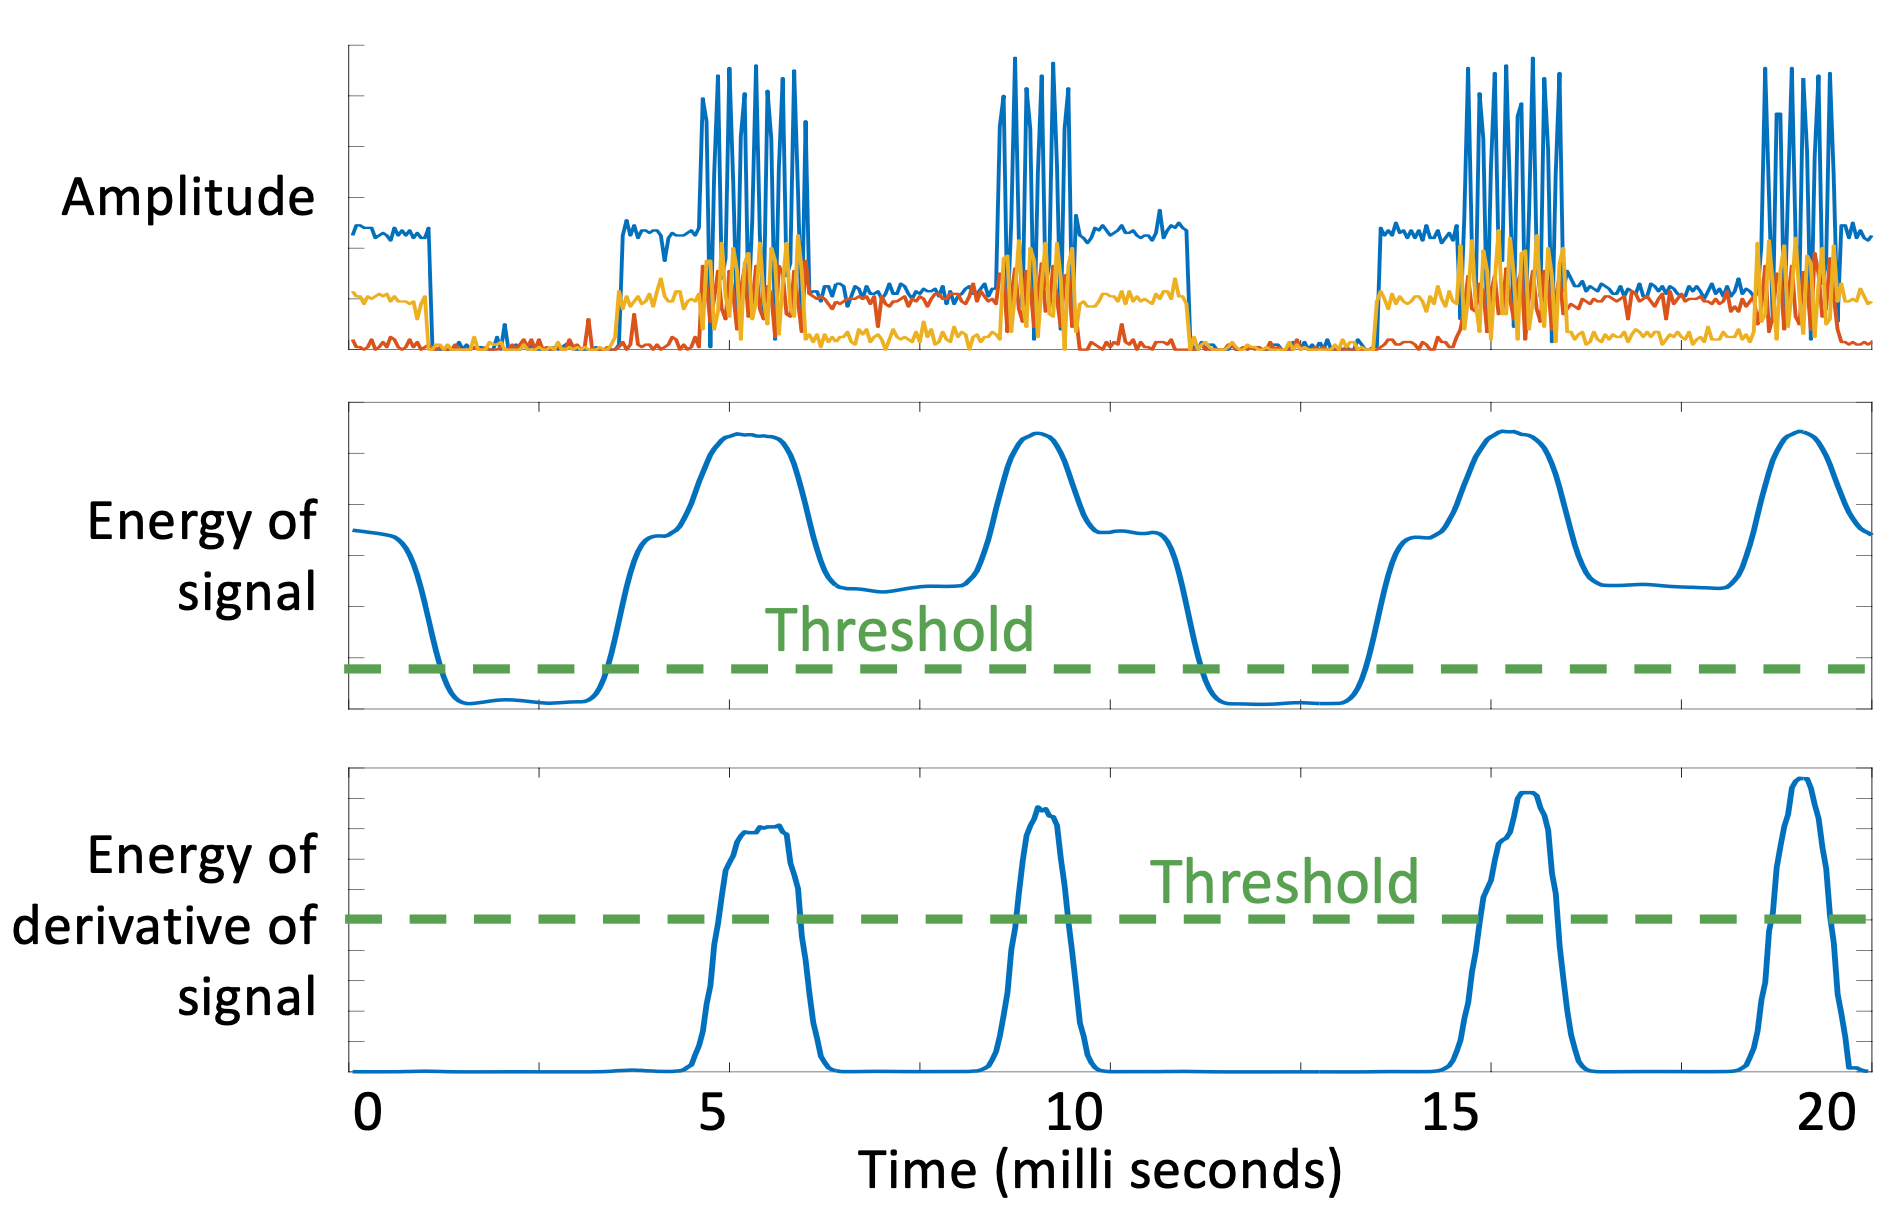 Amplitude
Energy of
signal
Threshold
Energy of
derivative of
signal
Threshold
0 5 10 15 20
Time (milli seconds)